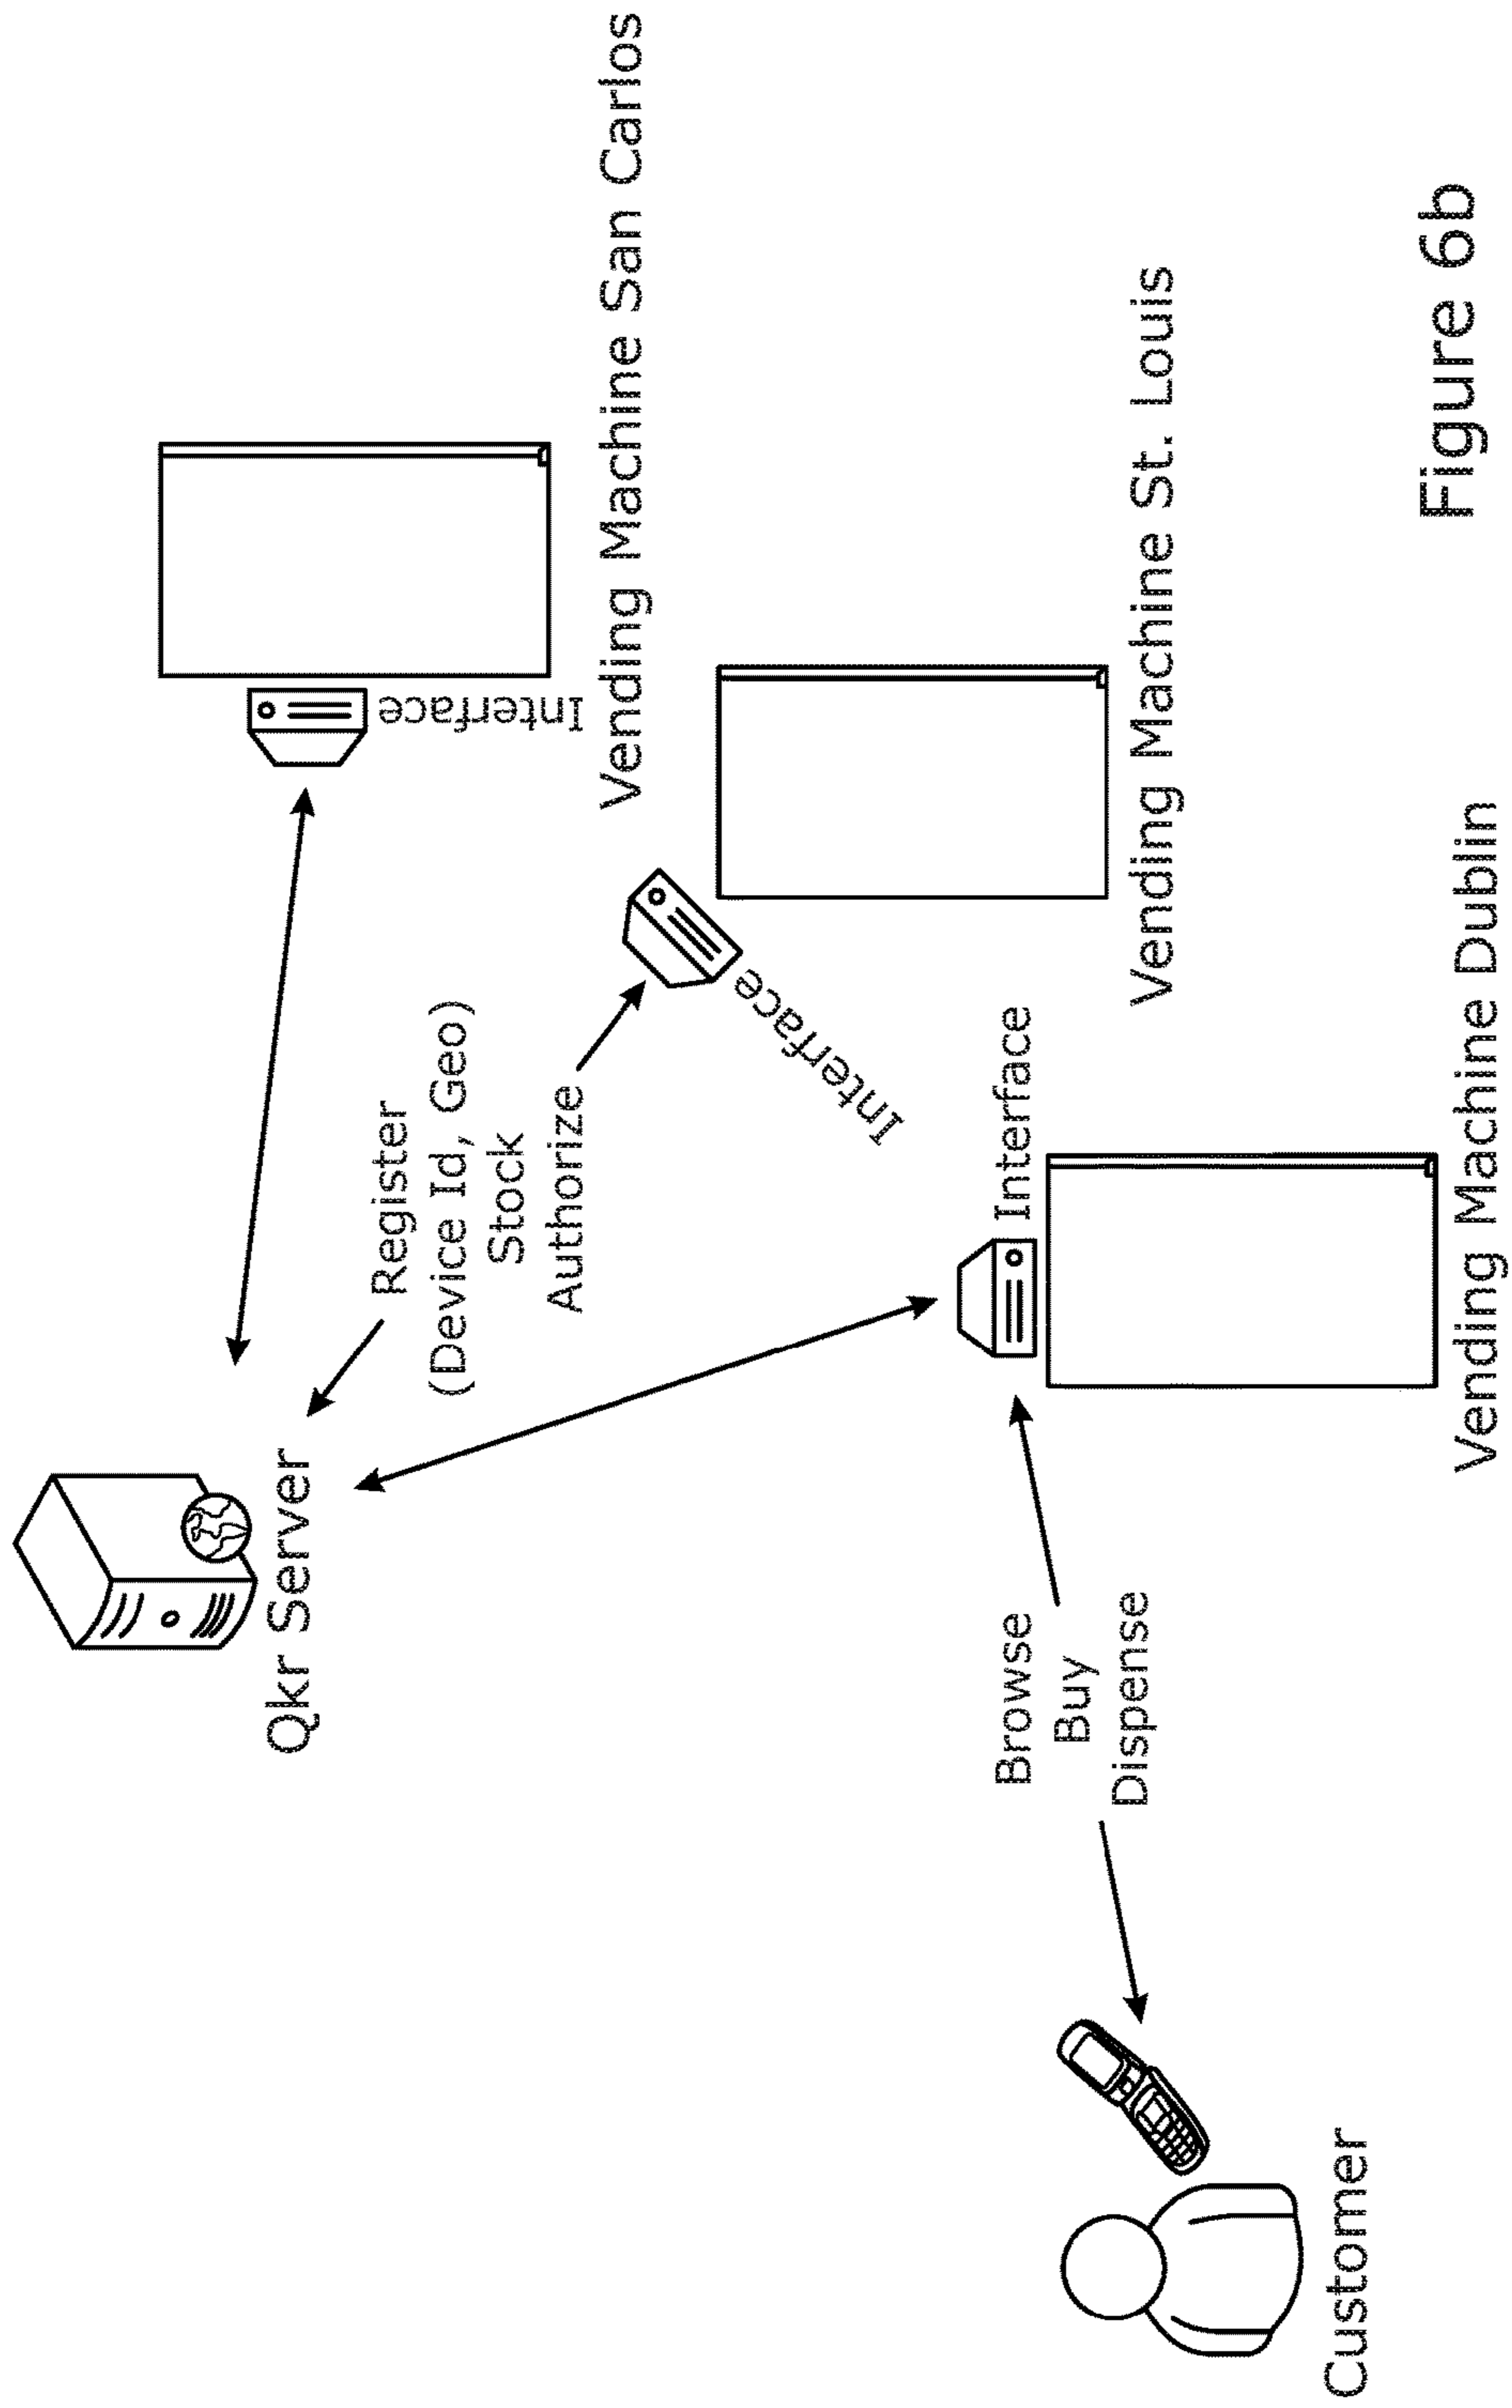 Qkr Server
Register
(Device Id, Geo)
Stock
Authorize
Interface
Vending Machine San Carlos
Interface
Vending Machine St. Louis
Interface
Vending Machine Dublin
Browse
Buy
Dispense
Customer
Figure 6b